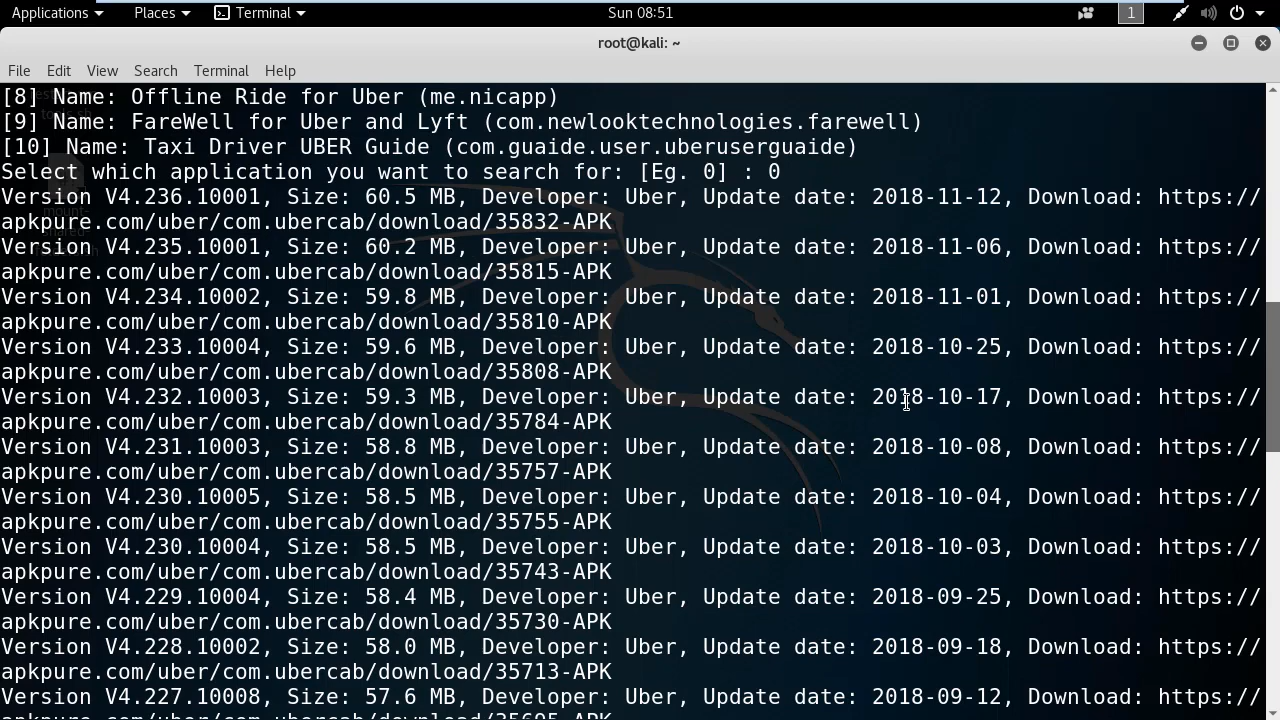 Applications Places Terminal Sun 08:51 1
root@kali: ~
File Edit View Search Terminal Help
[8] Name: Offline Ride for Uber (me.nicapp)
[9] Name: FareWell for Uber and Lyft (com.newlooktechnologies.farewell)
[10] Name: Taxi Driver UBER Guide (com.guaide.user.uberuserguaide)
Select which application you want to search for: [Eg. 0] : 0
Version V4.236.10001, Size: 60.5 MB, Developer: Uber, Update date: 2018-11-12, Download: https://
apkpure.com/uber/com.ubercab/download/35832-APK
Version V4.235.10001, Size: 60.2 MB, Developer: Uber, Update date: 2018-11-06, Download: https://
apkpure.com/uber/com.ubercab/download/35815-APK
Version V4.234.10002, Size: 59.8 MB, Developer: Uber, Update date: 2018-11-01, Download: https://
apkpure.com/uber/com.ubercab/download/35810-APK
Version V4.233.10004, Size: 59.6 MB, Developer: Uber, Update date: 2018-10-25, Download: https://
apkpure.com/uber/com.ubercab/download/35808-APK
Version V4.232.10003, Size: 59.3 MB, Developer: Uber, Update date: 2018-10-17, Download: https://
apkpure.com/uber/com.ubercab/download/35784-APK
Version V4.231.10003, Size: 58.8 MB, Developer: Uber, Update date: 2018-10-08, Download: https://
apkpure.com/uber/com.ubercab/download/35757-APK
Version V4.230.10005, Size: 58.5 MB, Developer: Uber, Update date: 2018-10-04, Download: https://
apkpure.com/uber/com.ubercab/download/35755-APK
Version V4.230.10004, Size: 58.5 MB, Developer: Uber, Update date: 2018-10-03, Download: https://
apkpure.com/uber/com.ubercab/download/35743-APK
Version V4.229.10004, Size: 58.4 MB, Developer: Uber, Update date: 2018-09-25, Download: https://
apkpure.com/uber/com.ubercab/download/35730-APK
Version V4.228.10002, Size: 58.0 MB, Developer: Uber, Update date: 2018-09-18, Download: https://
apkpure.com/uber/com.ubercab/download/35713-APK
Version V4.227.10008, Size: 57.6 MB, Developer: Uber, Update date: 2018-09-12, Download: https://
apkpure.com/uber/com.ubercab/download/35695-APK